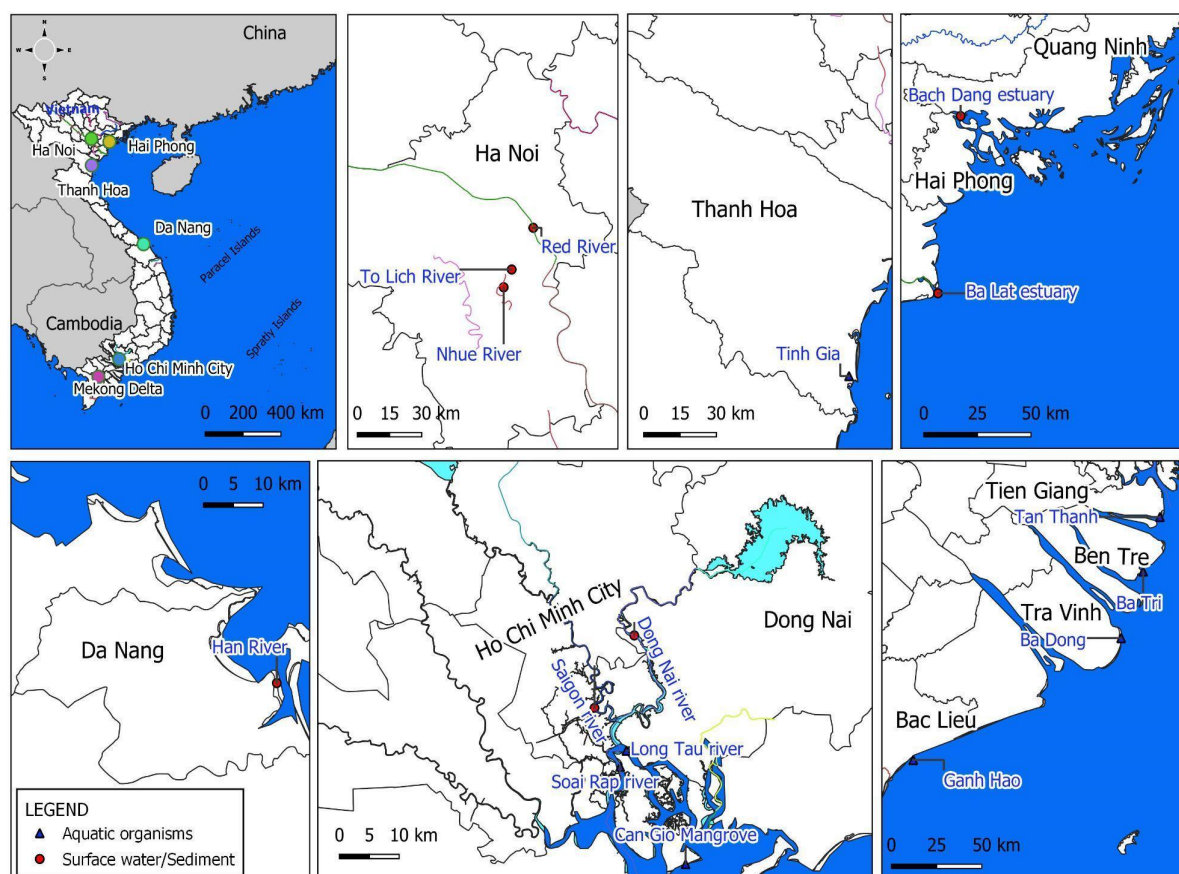 N
W
E
S
China
Vietnam
Ha Noi
Hai Phong
Thanh Hoa
Da Nang
Paracel Islands
Cambodia
Spratly Islands
Ho Chi Minh City
Mekong Delta
0 200 400 km
Ha Noi
Red River
To Lich River
Nhue River
0 15 30 km
Thanh Hoa
Tinh Gia
0 15 30 km
Quang Ninh
Bach Dang estuary
Hai Phong
Ba Lat estuary
0 25 50 km
0 5 10 km
Da Nang
Han River
LEGEND
Aquatic organisms
Surface water/Sediment
Ho Chi Minh City
Dong Nai
Dong Nai river
Saigon river
Long Tau river
Soai Rap river
Can Gio Mangrove
0 5 10 km
Tien Giang
Tan Thanh
Ben Tre
Ba Tri
Tra Vinh
Ba Dong
Bac Lieu
Ganh Hao
0 25 50 km